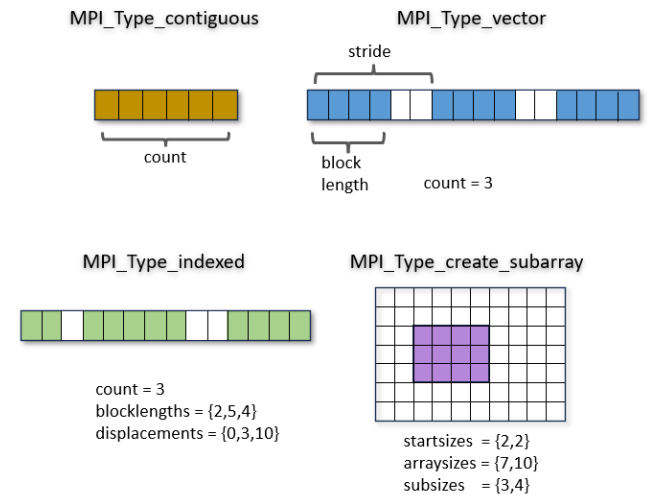 MPI_Type_contiguous
count
MPI_Type_vector
stride
block
length
count = 3
MPI_Type_indexed
count = 3
blocklengths = {2,5,4}
displacements = {0,3,10}
MPI_Type_create_subarray
startsizes = {2,2}
arraysizes = {7,10}
subsizes = {3,4}